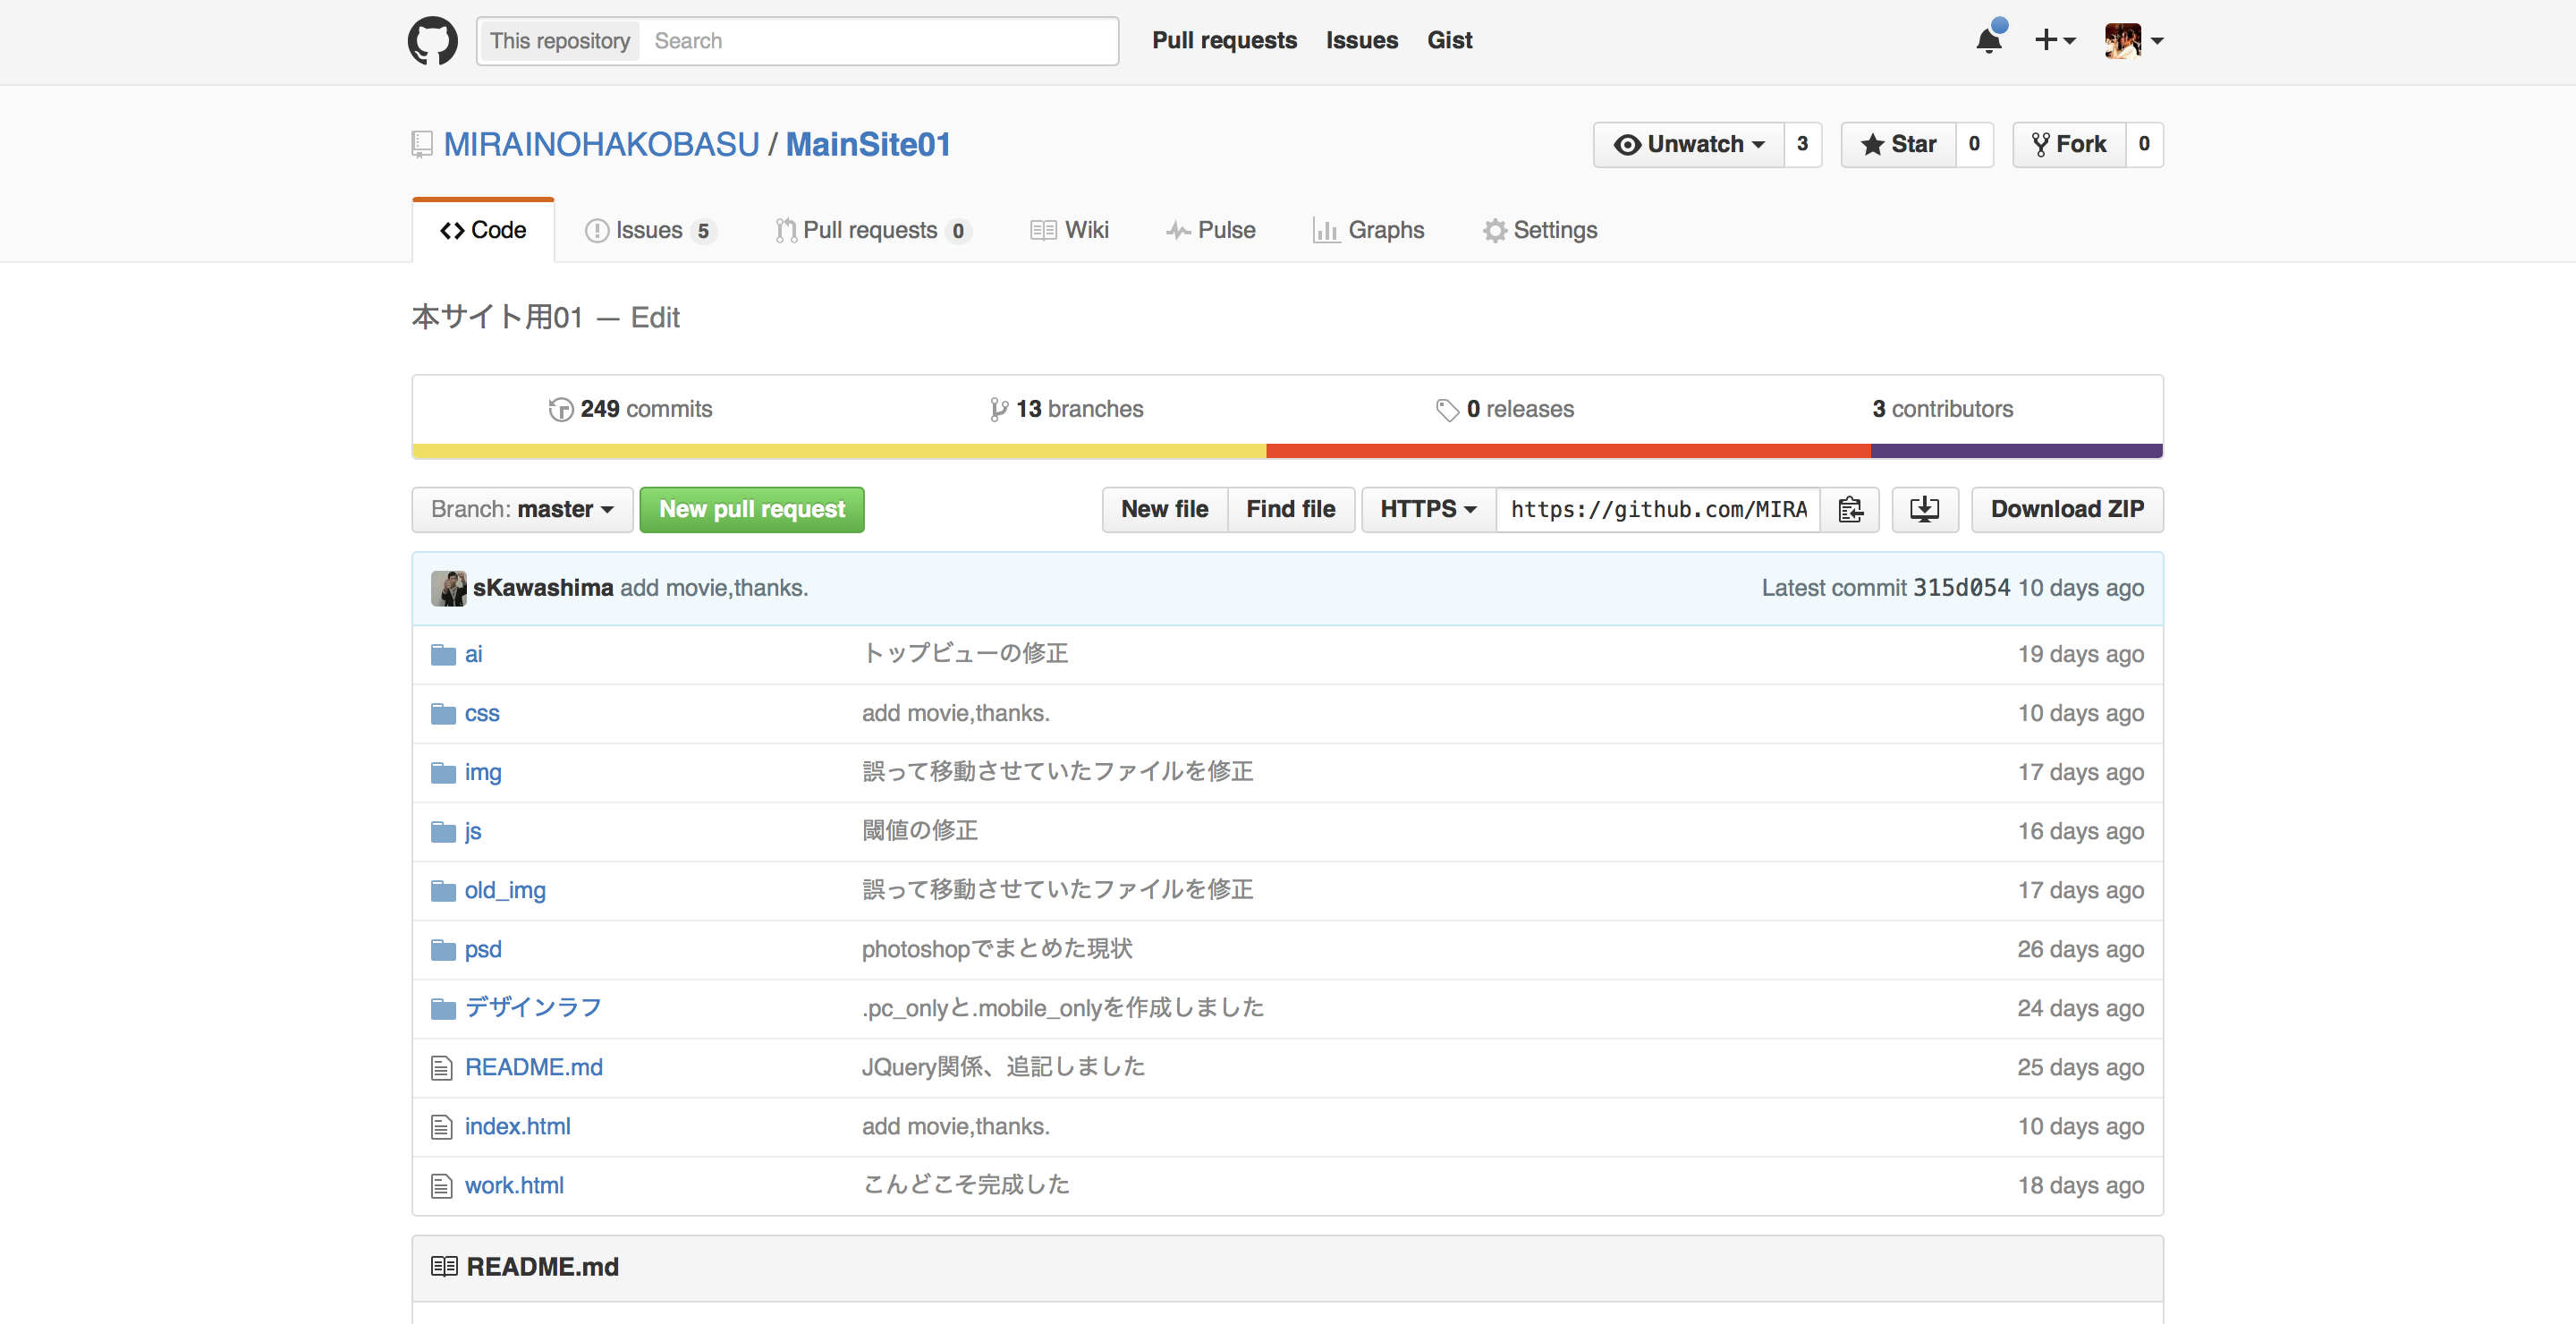 This repository Search Pull requests Issues Gist
MIRAINOHAKOBASU / MainSite01 Unwatch 3 Star 0 Fork 0
Code Issues 5 Pull requests 0 Wiki Pulse Graphs Settings
本サイト用01 — Edit
249 commits 13 branches 0 releases 3 contributors
Branch: master New pull request New file Find file HTTPS https://github.com/MIRA Download ZIP
sKawashima add movie,thanks. Latest commit 315d054 10 days ago
ai トップビューの修正 19 days ago
css add movie,thanks. 10 days ago
img 誤って移動させていたファイルを修正 17 days ago
js 閾値の修正 16 days ago
old_img 誤って移動させていたファイルを修正 17 days ago
psd photoshopでまとめた現状 26 days ago
デザインラフ .pc_onlyと.mobile_onlyを作成しました 24 days ago
README.md JQuery関係、追記しました 25 days ago
index.html add movie,thanks. 10 days ago
work.html こんどこそ完成した 18 days ago
README.md